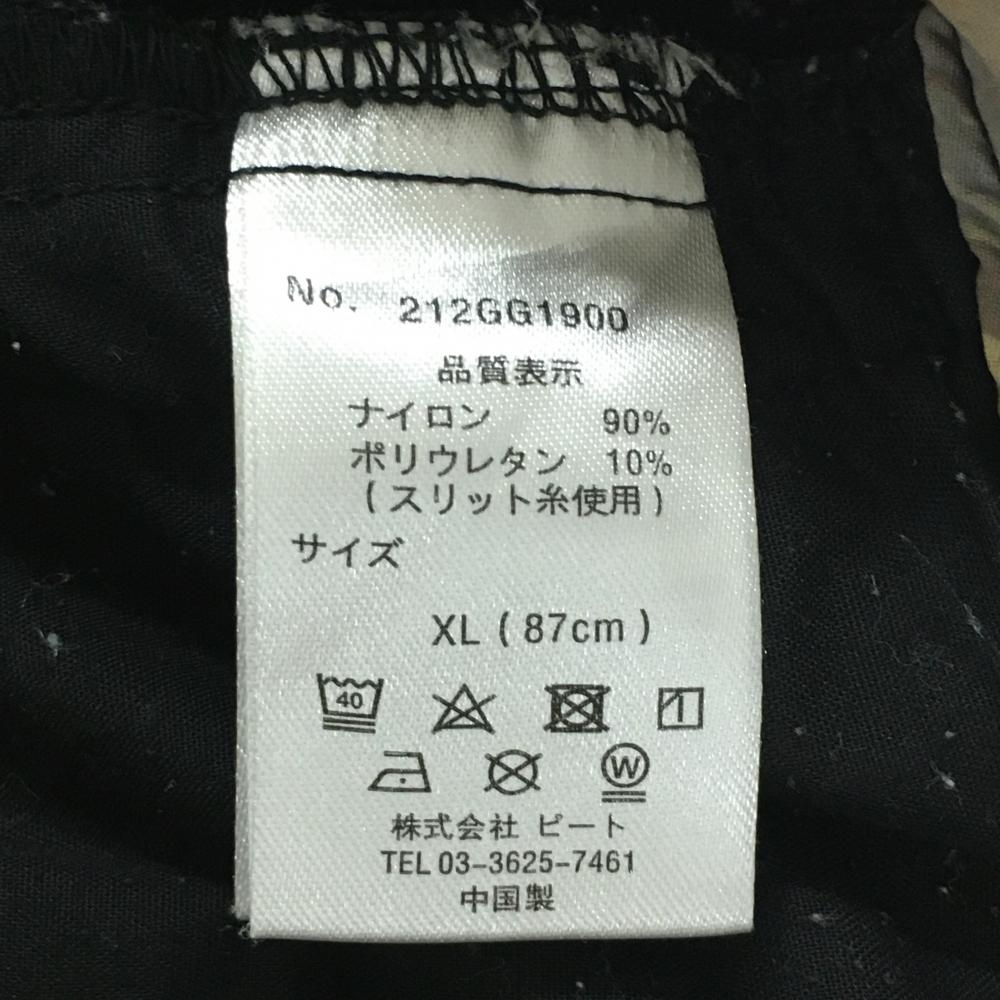 No. 212GG1900
品質表示
ナイロン 90%
ポリウレタン 10%
(スリット糸使用)
サイズ
XL(87cm)
40
W
株式会社 ビート
TEL 03-3625-7461
中国製